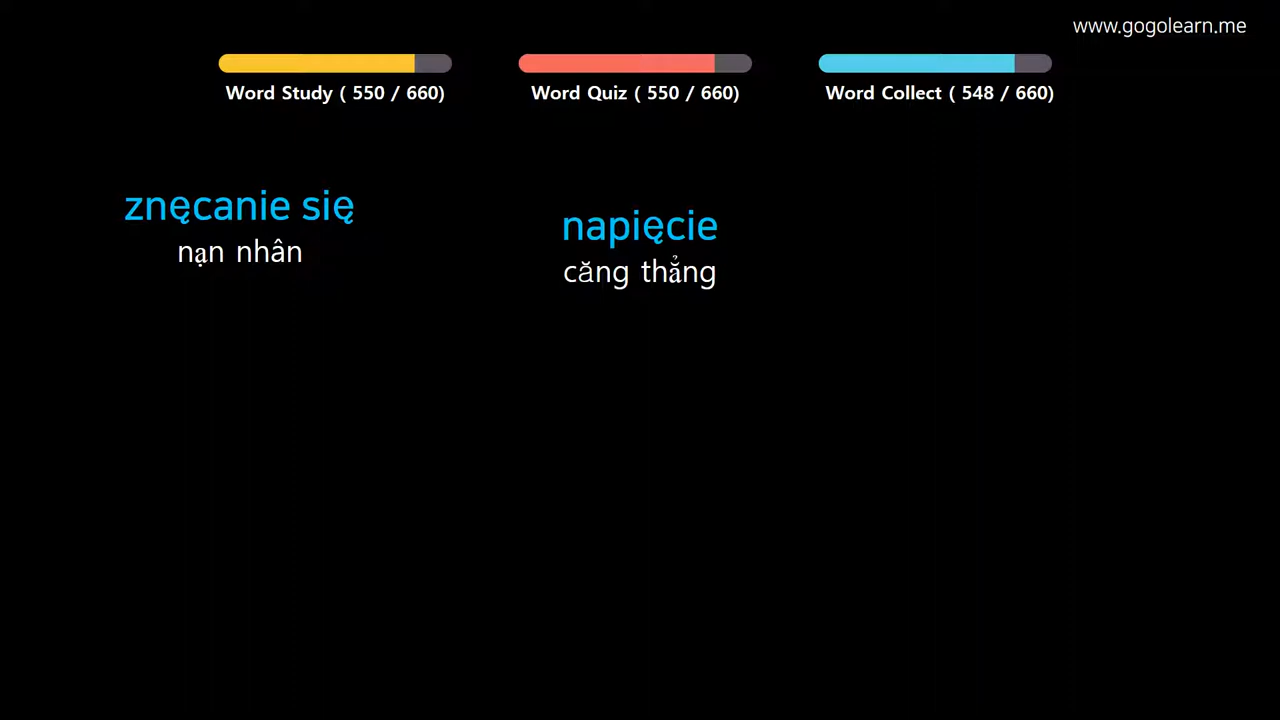 www.gogolearn.me
Word Study ( 550 / 660)
Word Quiz ( 550 / 660)
Word Collect ( 548 / 660)
znęcanie się
nạn nhân
napięcie
căng thẳng